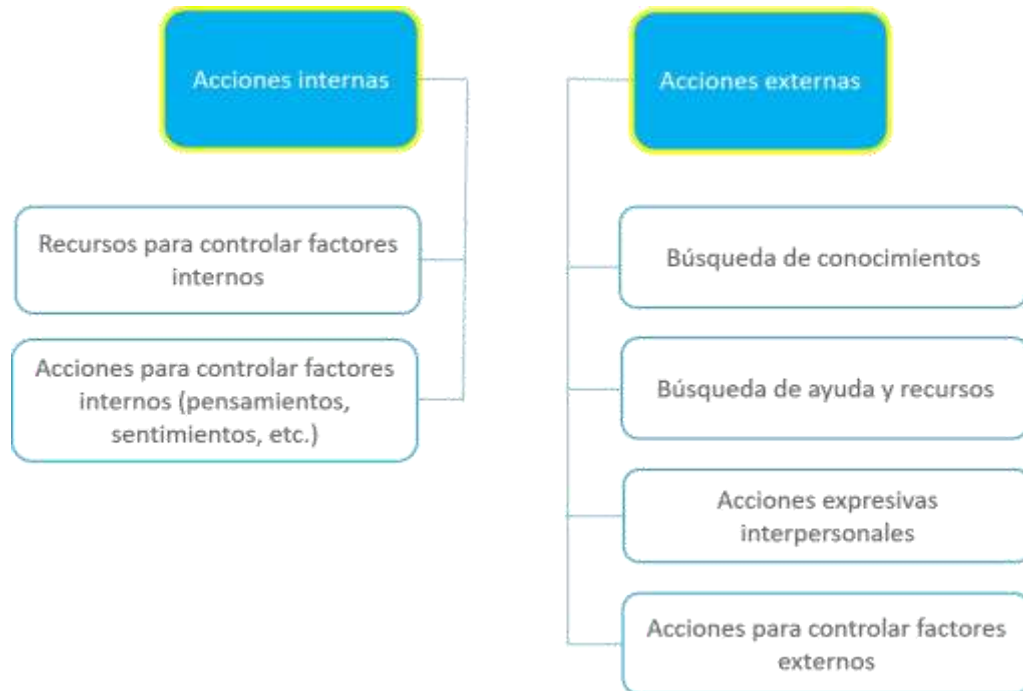 Acciones internas
Recursos para controlar factores
internos
Acciones para controlar factores
internos (pensamientos,
sentimientos, etc.)
Acciones externas
Búsqueda de conocimientos
Búsqueda de ayuda y recursos
Acciones expresivas
interpersonales
Acciones para controlar factores
externos